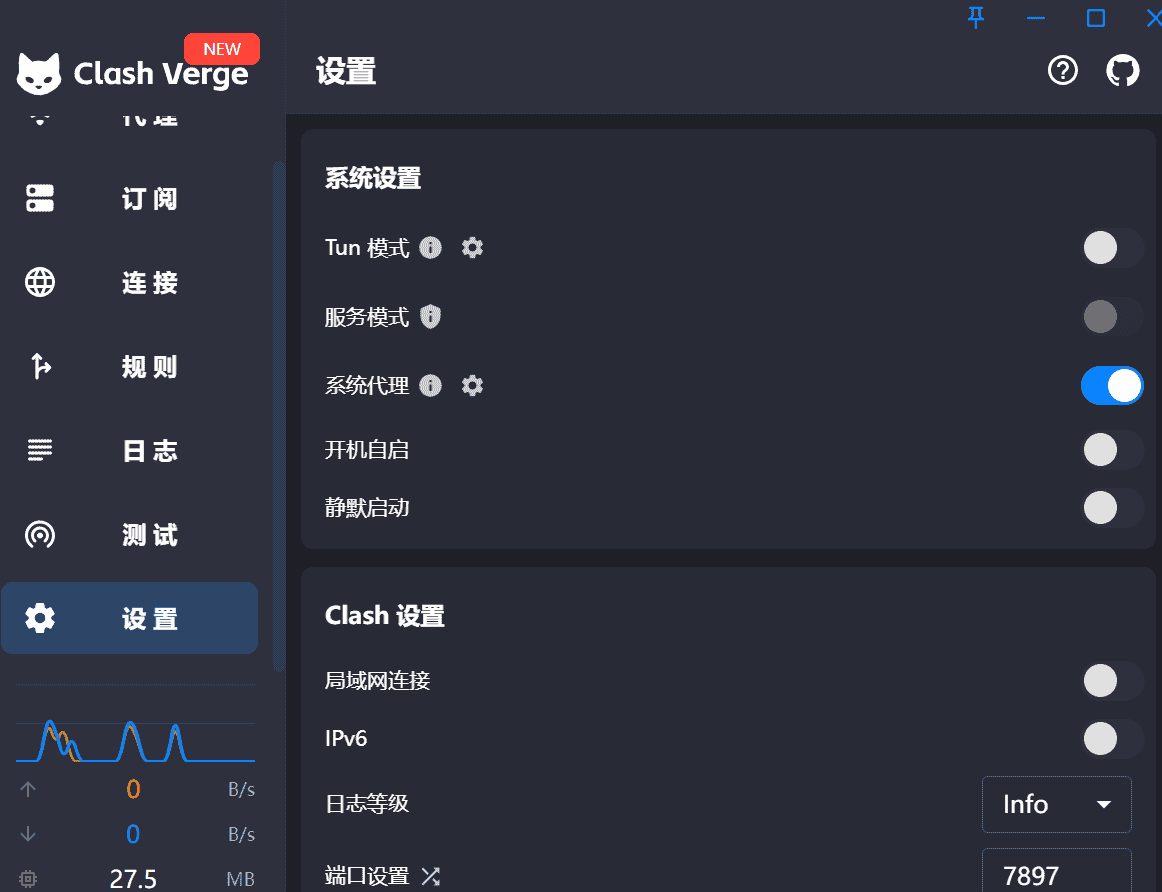 NEW
Clash Verge
代 理
订 阅
连 接
规 则
日 志
测 试
设 置
0 B/s
0 B/s
27.5 MB
设置
系统设置
Tun 模式
服务模式
系统代理
开机自启
静默启动
Clash 设置
局域网连接
IPv6
日志等级 Info
端口设置 7897